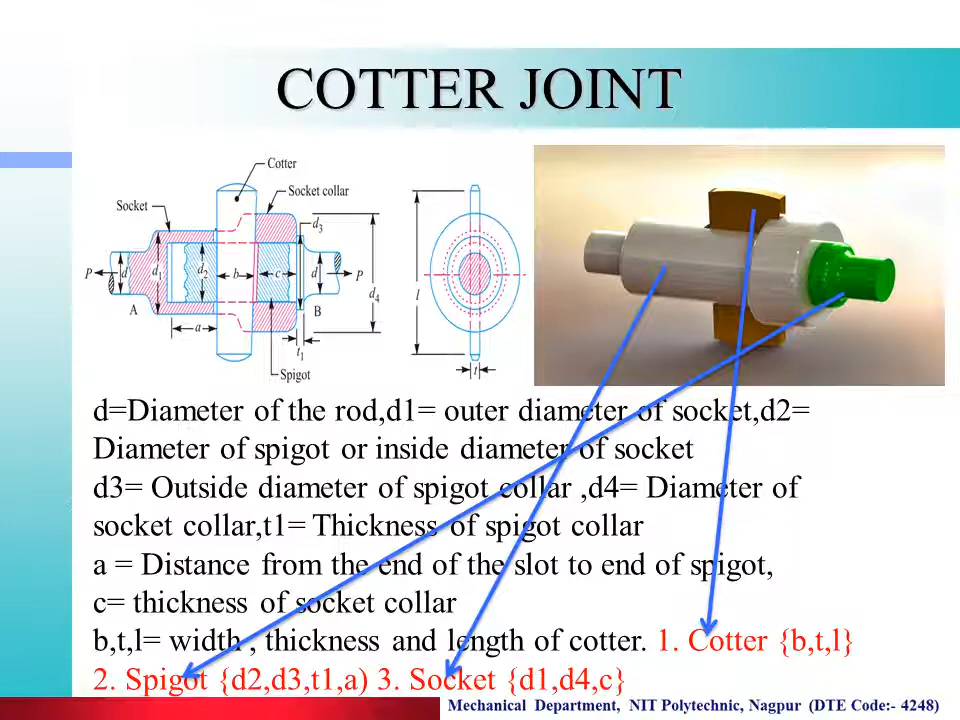 COTTER JOINT
Cotter
Socket collar
Socket
d3
P
d
d1
d2
b
c
d
P
d4
l
A
B
a
t1
t
Spigot
d=Diameter of the rod,d1= outer diameter of socket,d2=
Diameter of spigot or inside diameter of socket
d3= Outside diameter of spigot collar ,d4= Diameter of
socket collar,t1= Thickness of spigot collar
a = Distance from the end of the slot to end of spigot,
c= thickness of socket collar
b,t,l= width , thickness and length of cotter. 1. Cotter {b,t,l}
2. Spigot {d2,d3,t1,a) 3. Socket {d1,d4,c}
Mechanical Department, NIT Polytechnic, Nagpur (DTE Code:- 4248)